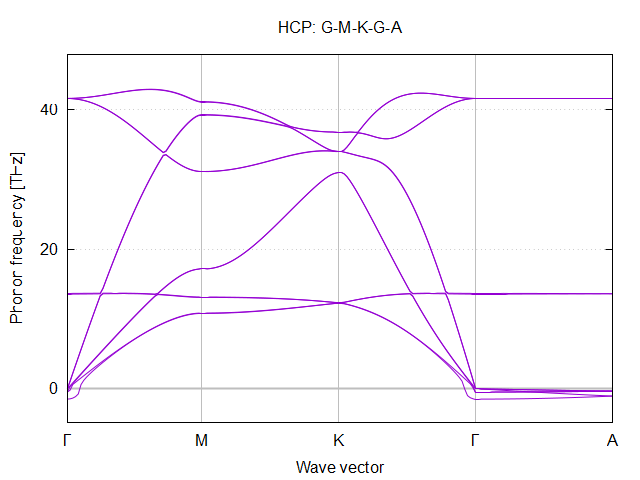 HCP: G-M-K-G-A
40
20
0
Phonon frequency [THz]
Γ M K Γ A
Wave vector